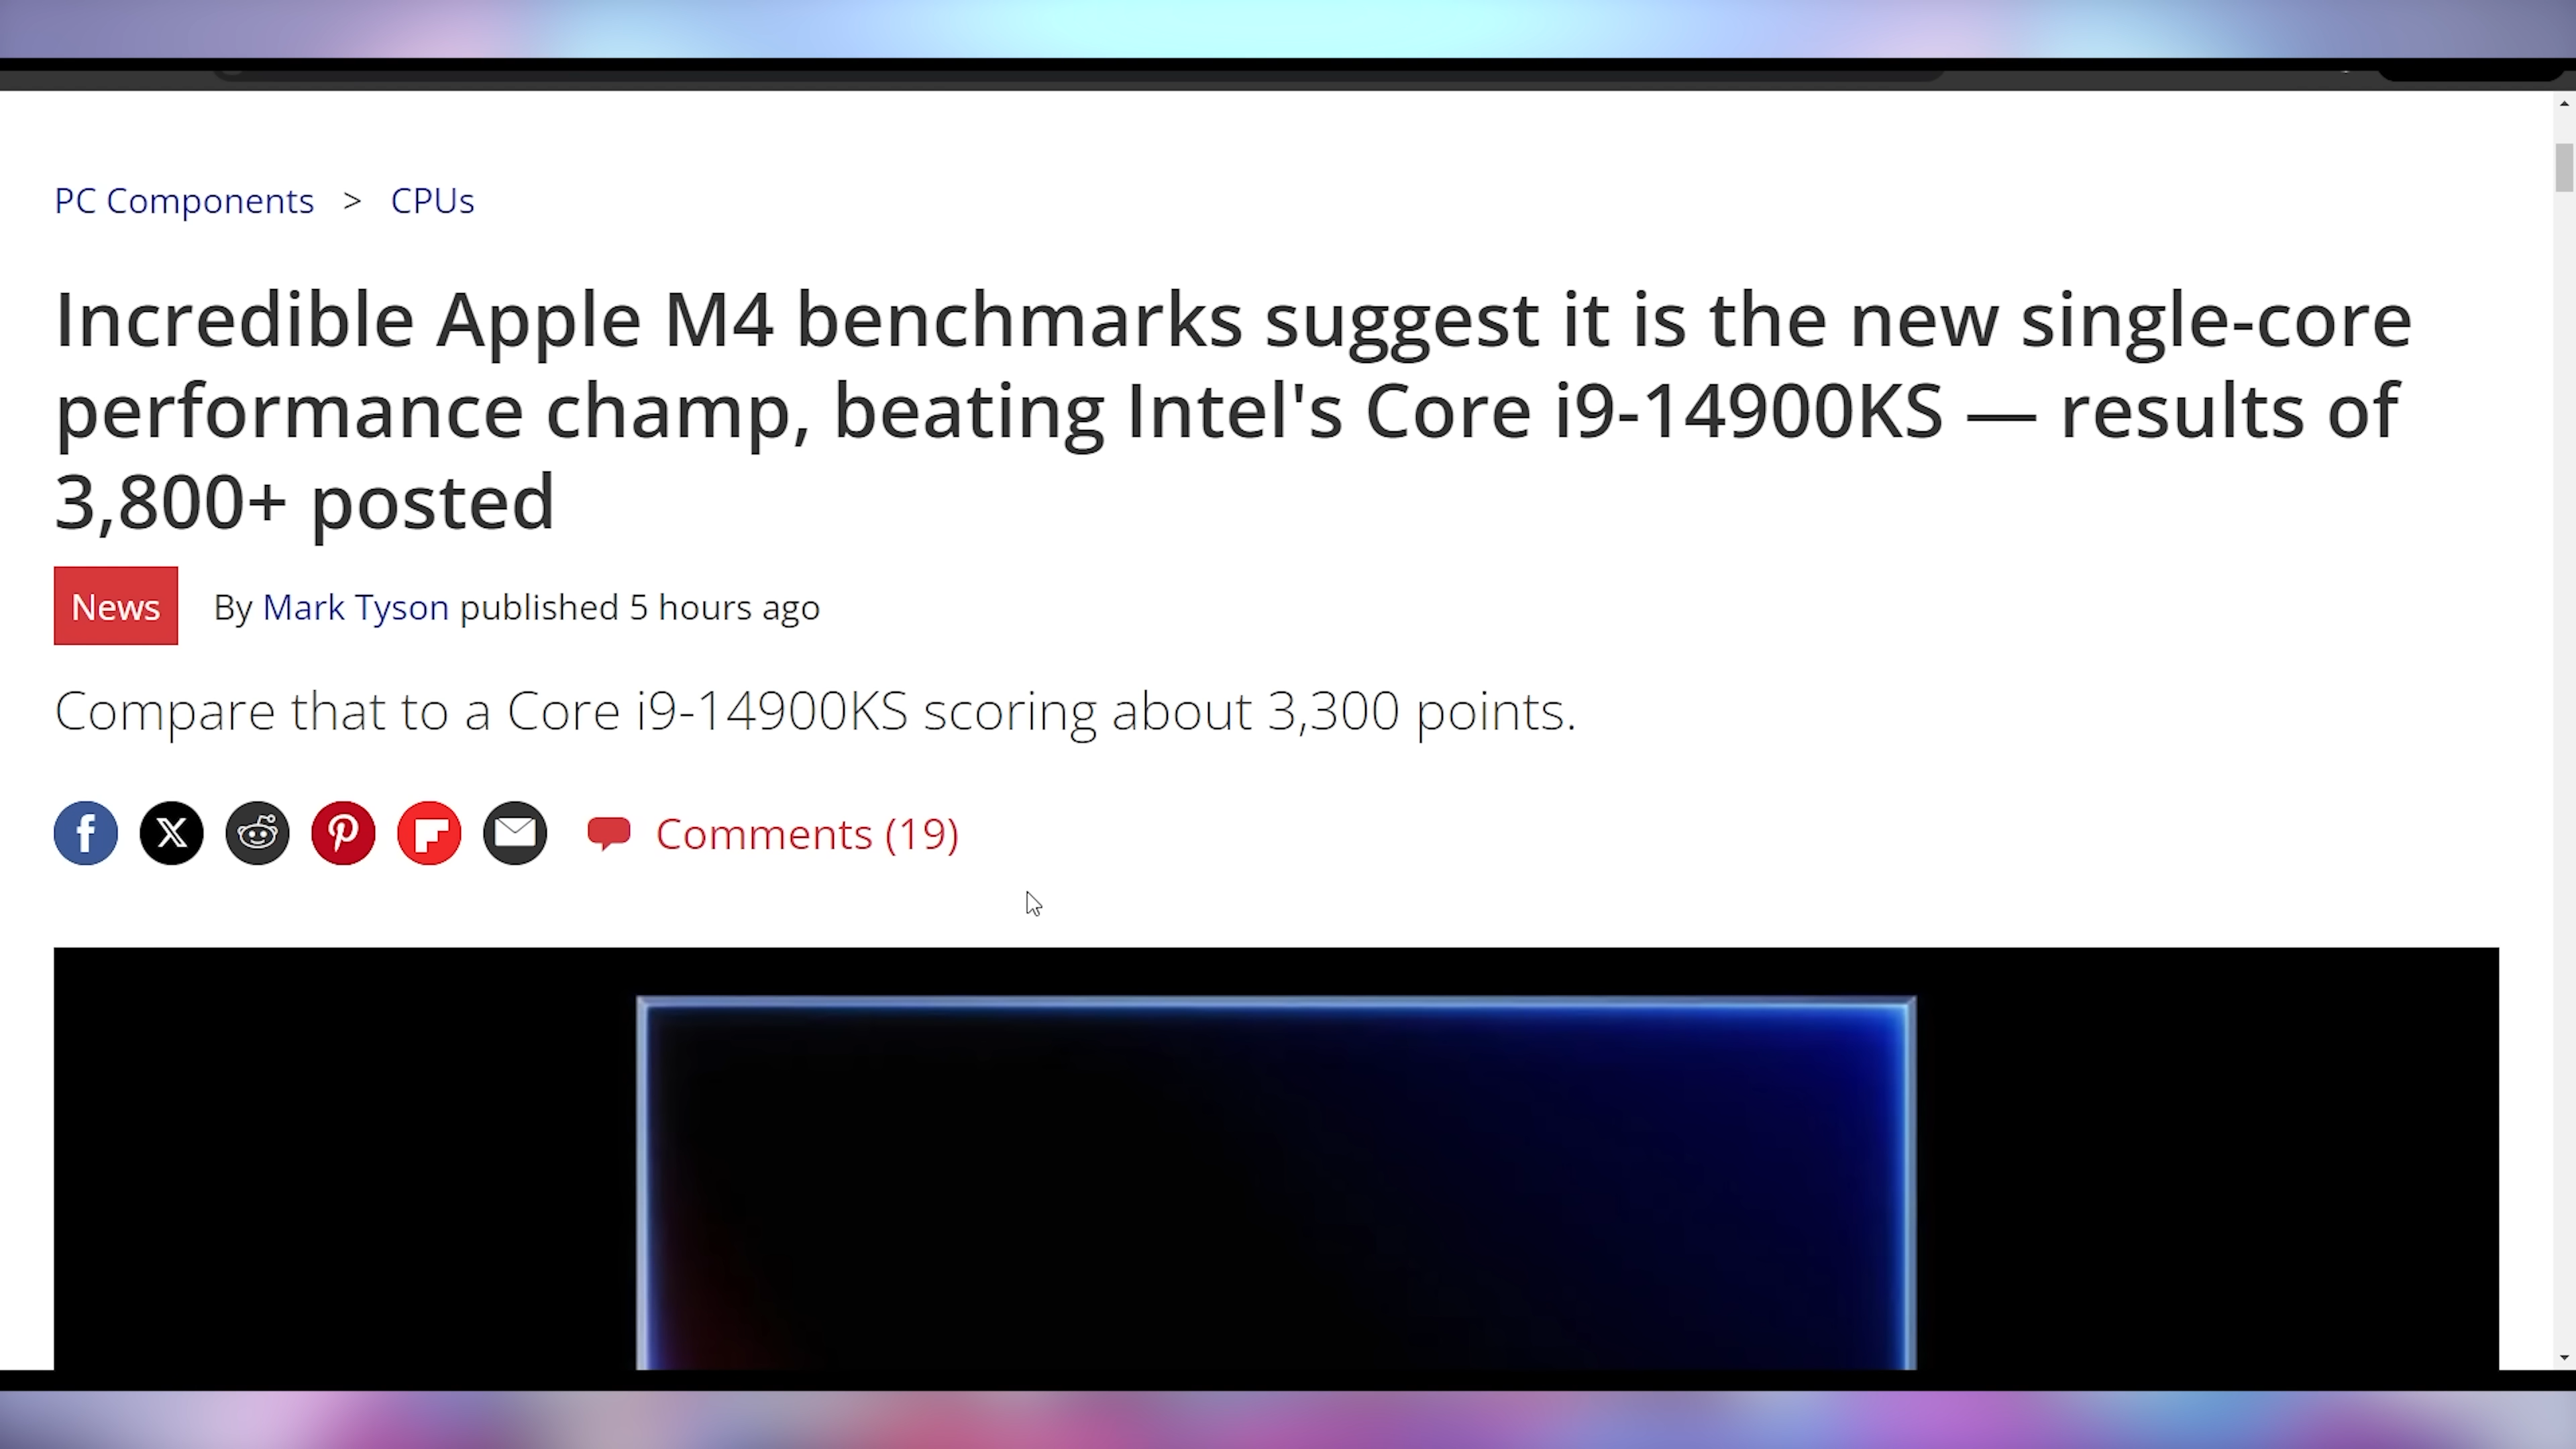 PC Components > CPUs
Incredible Apple M4 benchmarks suggest it is the new single-core
performance champ, beating Intel's Core i9-14900KS — results of
3,800+ posted
News By Mark Tyson published 5 hours ago
Compare that to a Core i9-14900KS scoring about 3,300 points.
Comments (19)